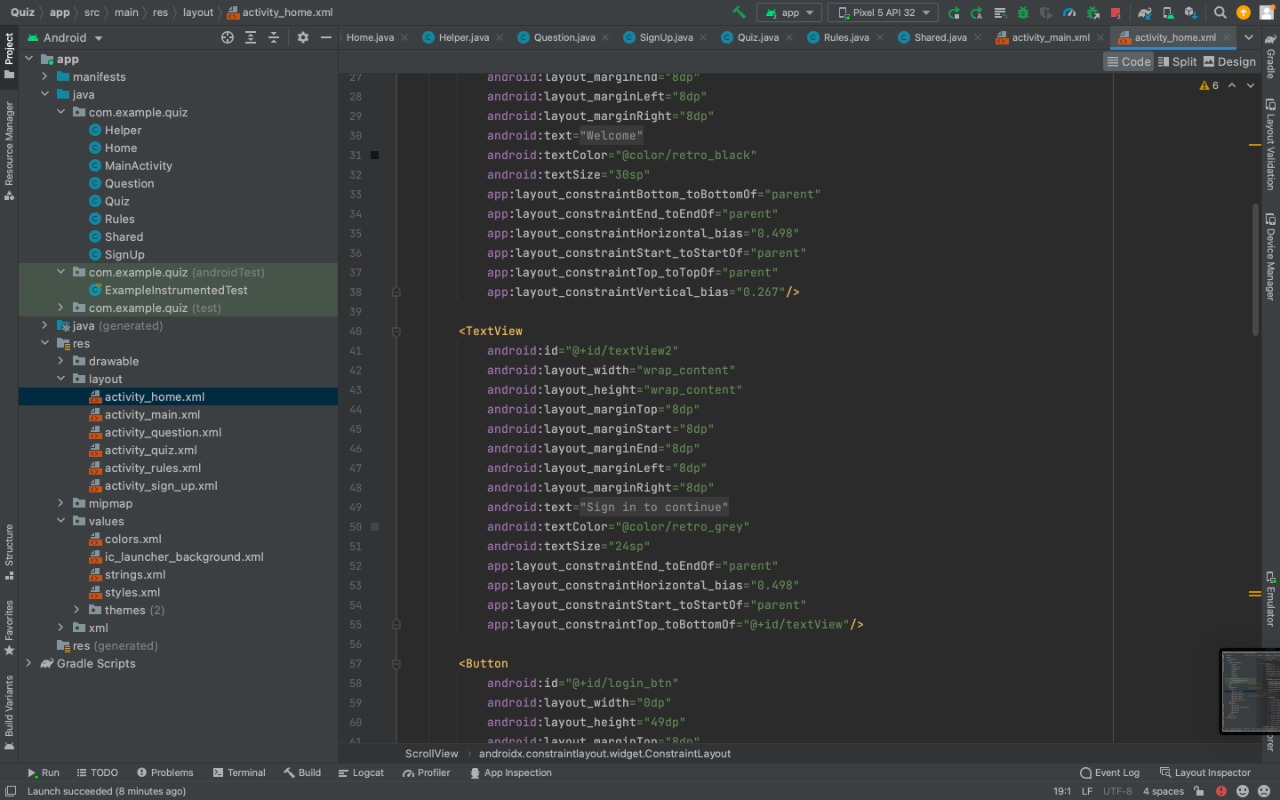 Quiz app src main res layout activity_home.xml app Pixel 5 API 32
Android Home.java Helper.java Question.java SignUp.java Quiz.java Rules.java Shared.java activity_main.xml activity_home.xml
Code Split Design
Project
Resource Manager
Structure
Favorites
Build Variants
app
manifests
java
com.example.quiz
Helper
Home
MainActivity
Question
Quiz
Rules
Shared
SignUp
com.example.quiz (androidTest)
ExampleInstrumentedTest
com.example.quiz (test)
java (generated)
res
drawable
layout
activity_home.xml
activity_main.xml
activity_question.xml
activity_quiz.xml
activity_rules.xml
activity_sign_up.xml
mipmap
values
colors.xml
ic_launcher_background.xml
strings.xml
styles.xml
themes (2)
xml
res (generated)
Gradle Scripts
6
27 android:layout_marginEnd="8dp"
28 android:layout_marginLeft="8dp"
29 android:layout_marginRight="8dp"
30 android:text="Welcome"
31 android:textColor="@color/retro_black"
32 android:textSize="30sp"
33 app:layout_constraintBottom_toBottomOf="parent"
34 app:layout_constraintEnd_toEndOf="parent"
35 app:layout_constraintHorizontal_bias="0.498"
36 app:layout_constraintStart_toStartOf="parent"
37 app:layout_constraintTop_toTopOf="parent"
38 app:layout_constraintVertical_bias="0.267"/>
39
40 <TextView
41 android:id="@+id/textView2"
42 android:layout_width="wrap_content"
43 android:layout_height="wrap_content"
44 android:layout_marginTop="8dp"
45 android:layout_marginStart="8dp"
46 android:layout_marginEnd="8dp"
47 android:layout_marginLeft="8dp"
48 android:layout_marginRight="8dp"
49 android:text="Sign in to continue"
50 android:textColor="@color/retro_grey"
51 android:textSize="24sp"
52 app:layout_constraintEnd_toEndOf="parent"
53 app:layout_constraintHorizontal_bias="0.498"
54 app:layout_constraintStart_toStartOf="parent"
55 app:layout_constraintTop_toBottomOf="@+id/textView"/>
56
57 <Button
58 android:id="@+id/login_btn"
59 android:layout_width="0dp"
60 android:layout_height="49dp"
61 android:layout_marginTop="8dp"
ScrollView androidx.constraintlayout.widget.ConstraintLayout
Gradle
Layout Validation
Device Manager
Emulator
Run TODO Problems Terminal Build Logcat Profiler App Inspection Event Log Layout Inspector
Launch succeeded (8 minutes ago) 19:1 LF UTF-8 4 spaces